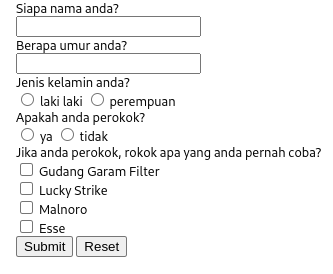 Siapa nama anda?
Berapa umur anda?
Jenis kelamin anda?
laki laki perempuan
Apakah anda perokok?
ya tidak
Jika anda perokok, rokok apa yang anda pernah coba?
Gudang Garam Filter
Lucky Strike
Malnoro
Esse
Submit Reset